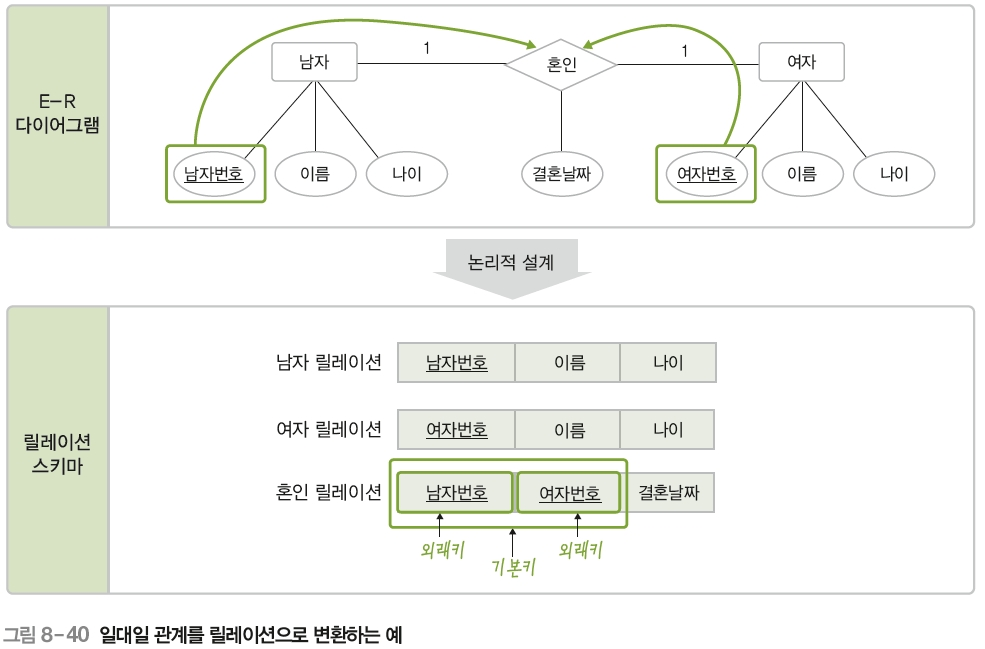 E-R
다이어그램
남자
1
혼인
1
여자
남자번호
이름
나이
결혼날짜
여자번호
이름
나이
논리적 설계
릴레이션
스키마
남자 릴레이션
남자번호
이름
나이
여자 릴레이션
여자번호
이름
나이
혼인 릴레이션
남자번호
여자번호
결혼날짜
외래키
기본키
외래키
그림 8-40 일대일 관계를 릴레이션으로 변환하는 예